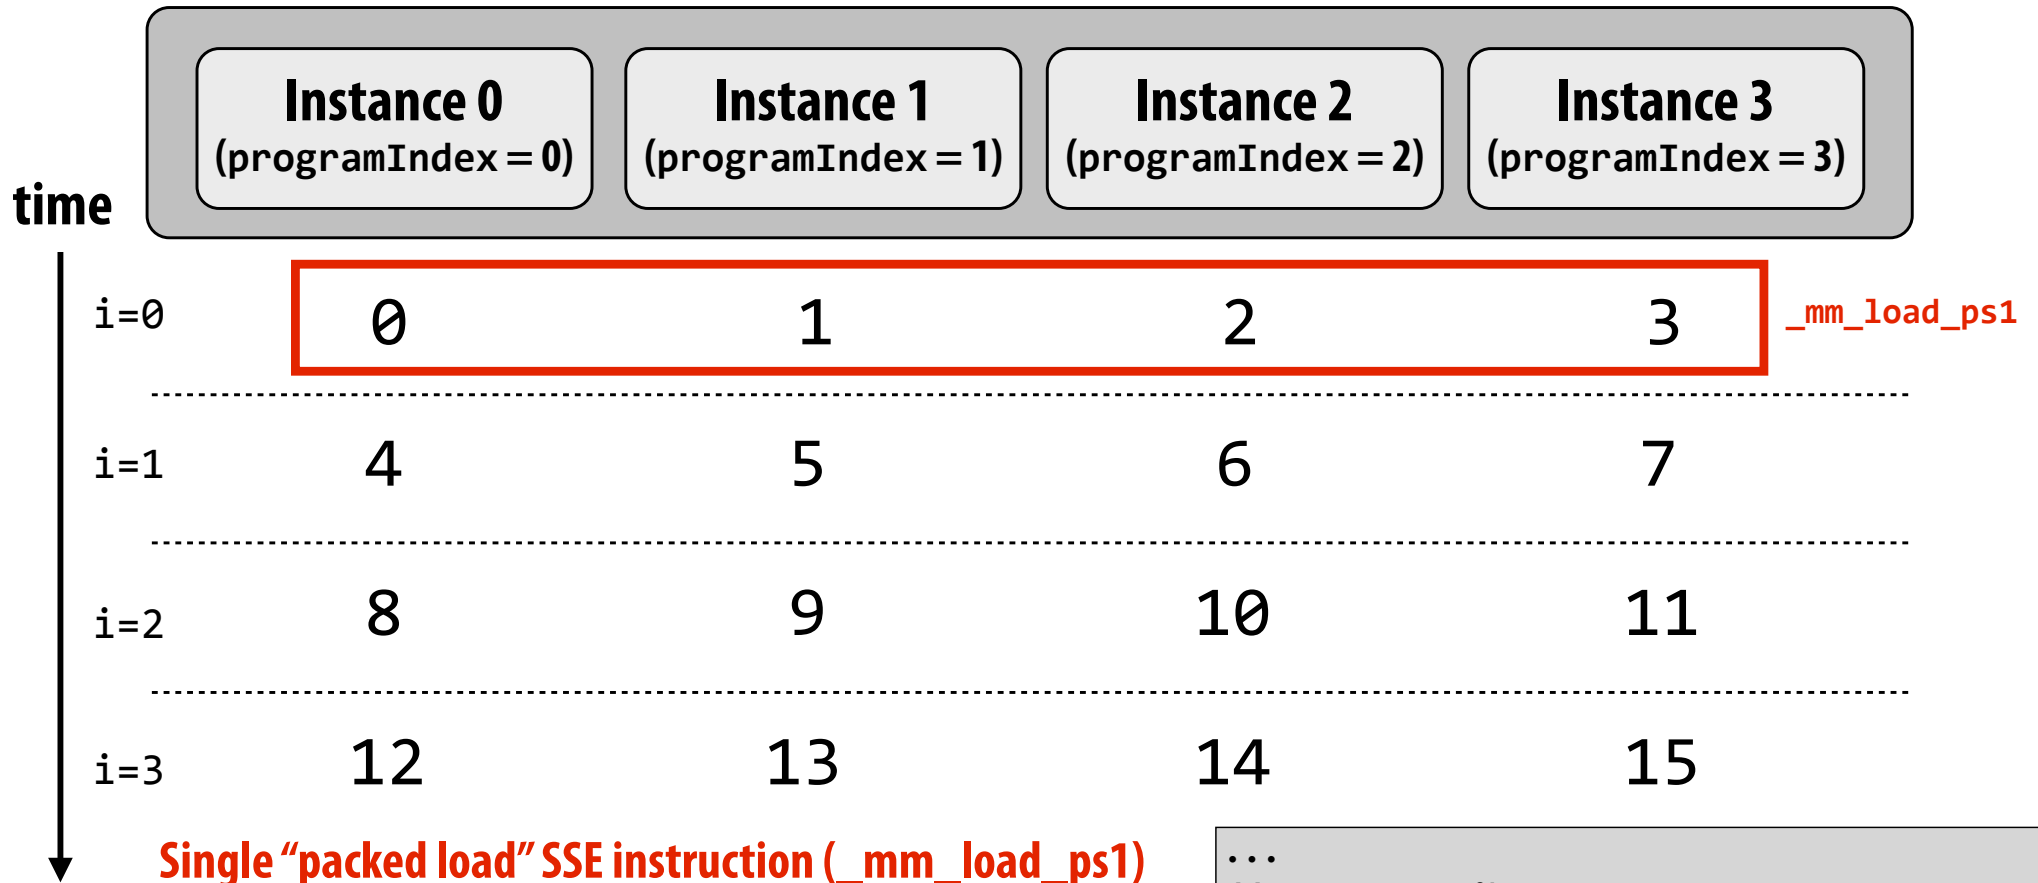 Instance 0 Instance 1 Instance 2 Instance 3
(programIndex = 0) (programIndex = 1) (programIndex = 2) (programIndex = 3)
time
i=0 0 1 2 3 _mm_load_ps1
i=1 4 5 6 7
i=2 8 9 10 11
i=3 12 13 14 15
Single “packed load” SSE instruction (_mm_load_ps1)
...